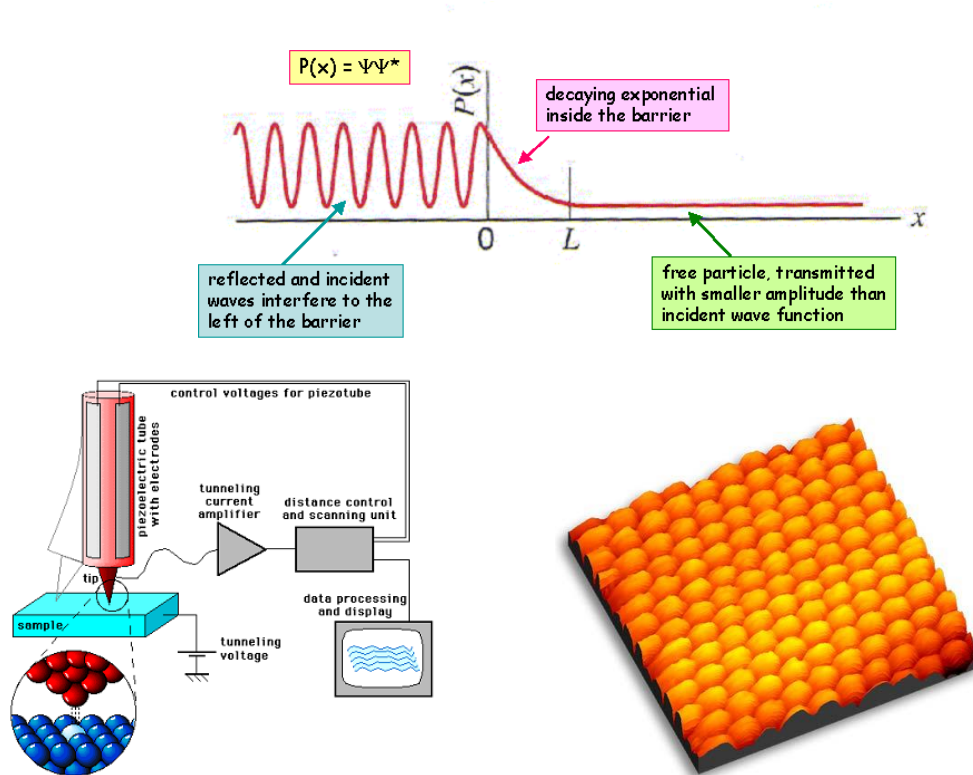 P(x) = ΨΨ*
P(x)
decaying exponential
inside the barrier
0
L
x
reflected and incident
waves interfere to the
left of the barrier
free particle, transmitted
with smaller amplitude than
incident wave function
control voltages for piezotube
piezoelectric tube
with electrodes
tunneling
current
amplifier
distance control
and scanning unit
tip
sample
data processing
and display
tunneling
voltage